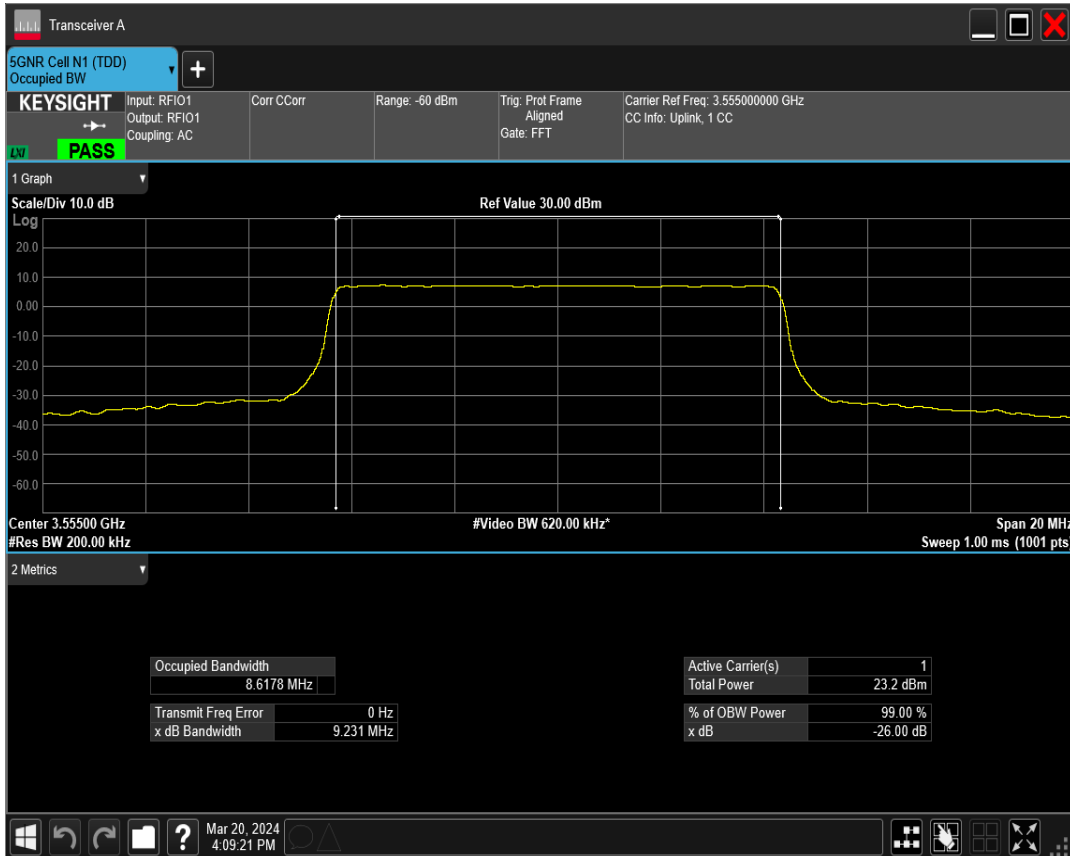 Transceiver A
5GNR Cell N1 (TDD)
Occupied BW
+
KEYSIGHT
LXI
PASS
Input: RFIO1
Output: RFIO1
Coupling: AC
Corr CCorr
Range: -60 dBm
Trig: Prot Frame
Aligned
Gate: FFT
Carrier Ref Freq: 3.555000000 GHz
CC Info: Uplink, 1 CC
1 Graph
Scale/Div 10.0 dB
Ref Value 30.00 dBm
Log
20.0
10.0
0.00
-10.0
-20.0
-30.0
-40.0
-50.0
-60.0
Center 3.55500 GHz
#Video BW 620.00 kHz*
Span 20 MHz
#Res BW 200.00 kHz
Sweep 1.00 ms (1001 pts)
2 Metrics
Occupied Bandwidth
8.6178 MHz
Transmit Freq Error 0 Hz
x dB Bandwidth 9.231 MHz
Active Carrier(s) 1
Total Power 23.2 dBm
% of OBW Power 99.00 %
x dB -26.00 dB
?
Mar 20, 2024
4:09:21 PM